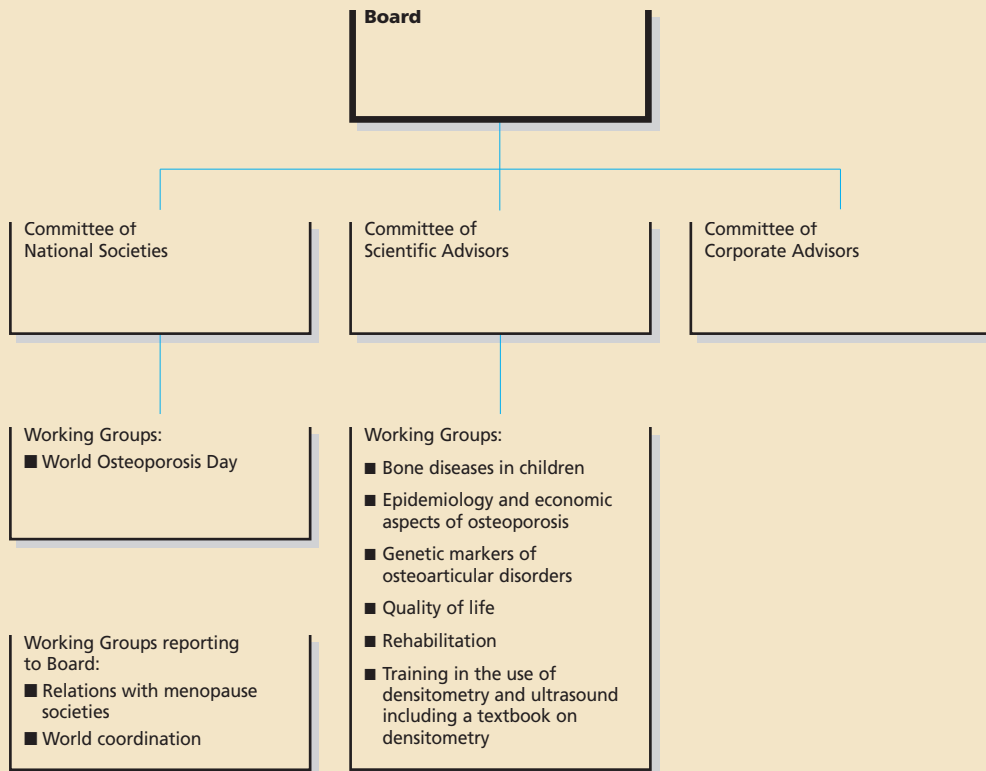 Board
Committee of
National Societies
Committee of
Scientific Advisors
Committee of
Corporate Advisors
Working Groups:
■ World Osteoporosis Day
Working Groups:
■ Bone diseases in children
■ Epidemiology and economic
aspects of osteoporosis
■ Genetic markers of
osteoarticular disorders
■ Quality of life
■ Rehabilitation
■ Training in the use of
densitometry and ultrasound
including a textbook on
densitometry
Working Groups reporting
to Board:
■ Relations with menopause
societies
■ World coordination